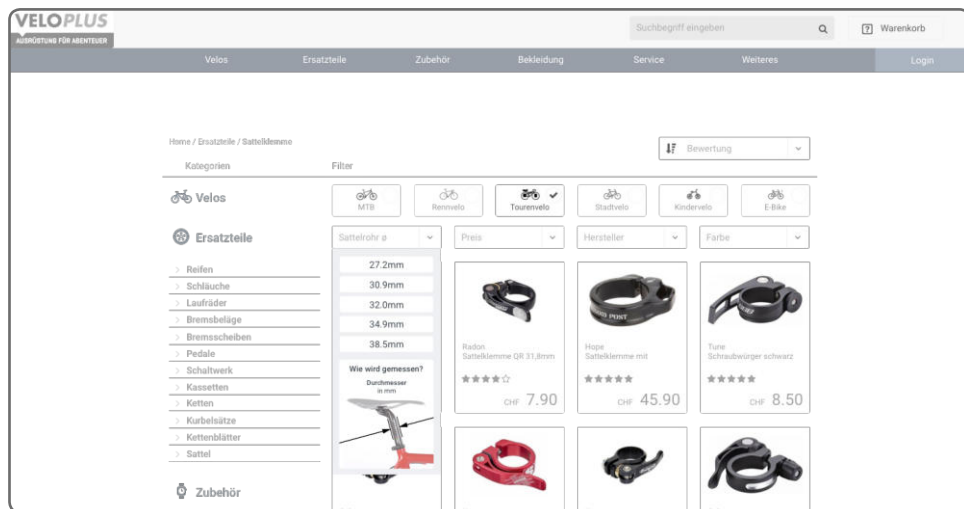 VELOPLUS
AUSRÜSTUNG FÜR ABENTEUER
Suchbegriff eingeben
Warenkorb
Velos Ersatzteile Zubehör Bekleidung Service Weiteres Login
Home / Ersatzteile / Sattelklemme
Bewertung
Kategorien
Filter
Velos
MTB Rennvelo Tourenvelo Stadtvelo Kindervelo E-Bike
Ersatzteile
Sattelrohr ø Preis Hersteller Farbe
Reifen
Schläuche
Laufräder
Bremsbeläge
Bremsscheiben
Pedale
Schaltwerk
Kassetten
Ketten
Kurbelsätze
Kettenblätter
Sattel
Zubehör
27.2mm
30.9mm
32.0mm
34.9mm
38.5mm
Wie wird gemessen?
Durchmesser
in mm
Radon
Sattelklemme QR 31,8mm
CHF 7.90
Hope
Sattelklemme mit
CHF 45.90
Tune
Schraubwürger schwarz
CHF 8.50